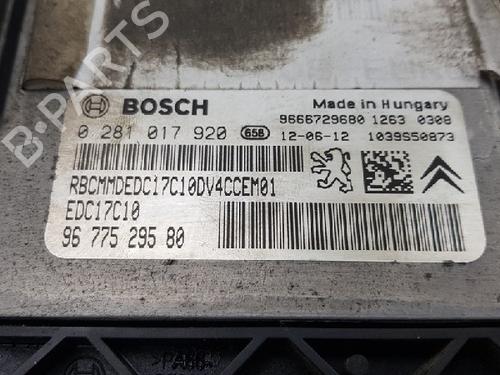 B-PARTS
BOSCH
Made in Hungary
9666729680 1263 0308
0 281 017 920 658 12-06-12 1039S50873
RBCMMDEDC17C10DV4CCEM01
EDC17C10
96 775 295 80